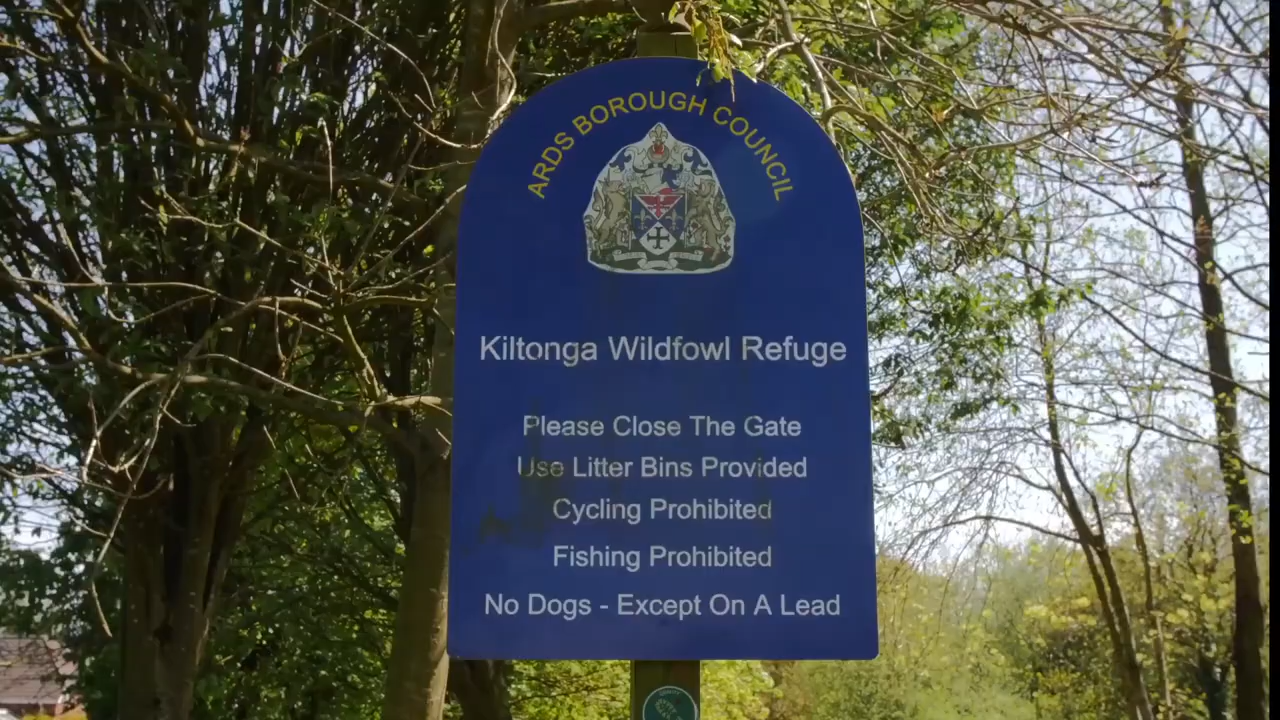 ARDS BOROUGH COUNCIL
Kiltonga Wildfowl Refuge
Please Close The Gate
Use Litter Bins Provided
Cycling Prohibited
Fishing Prohibited
No Dogs - Except On A Lead